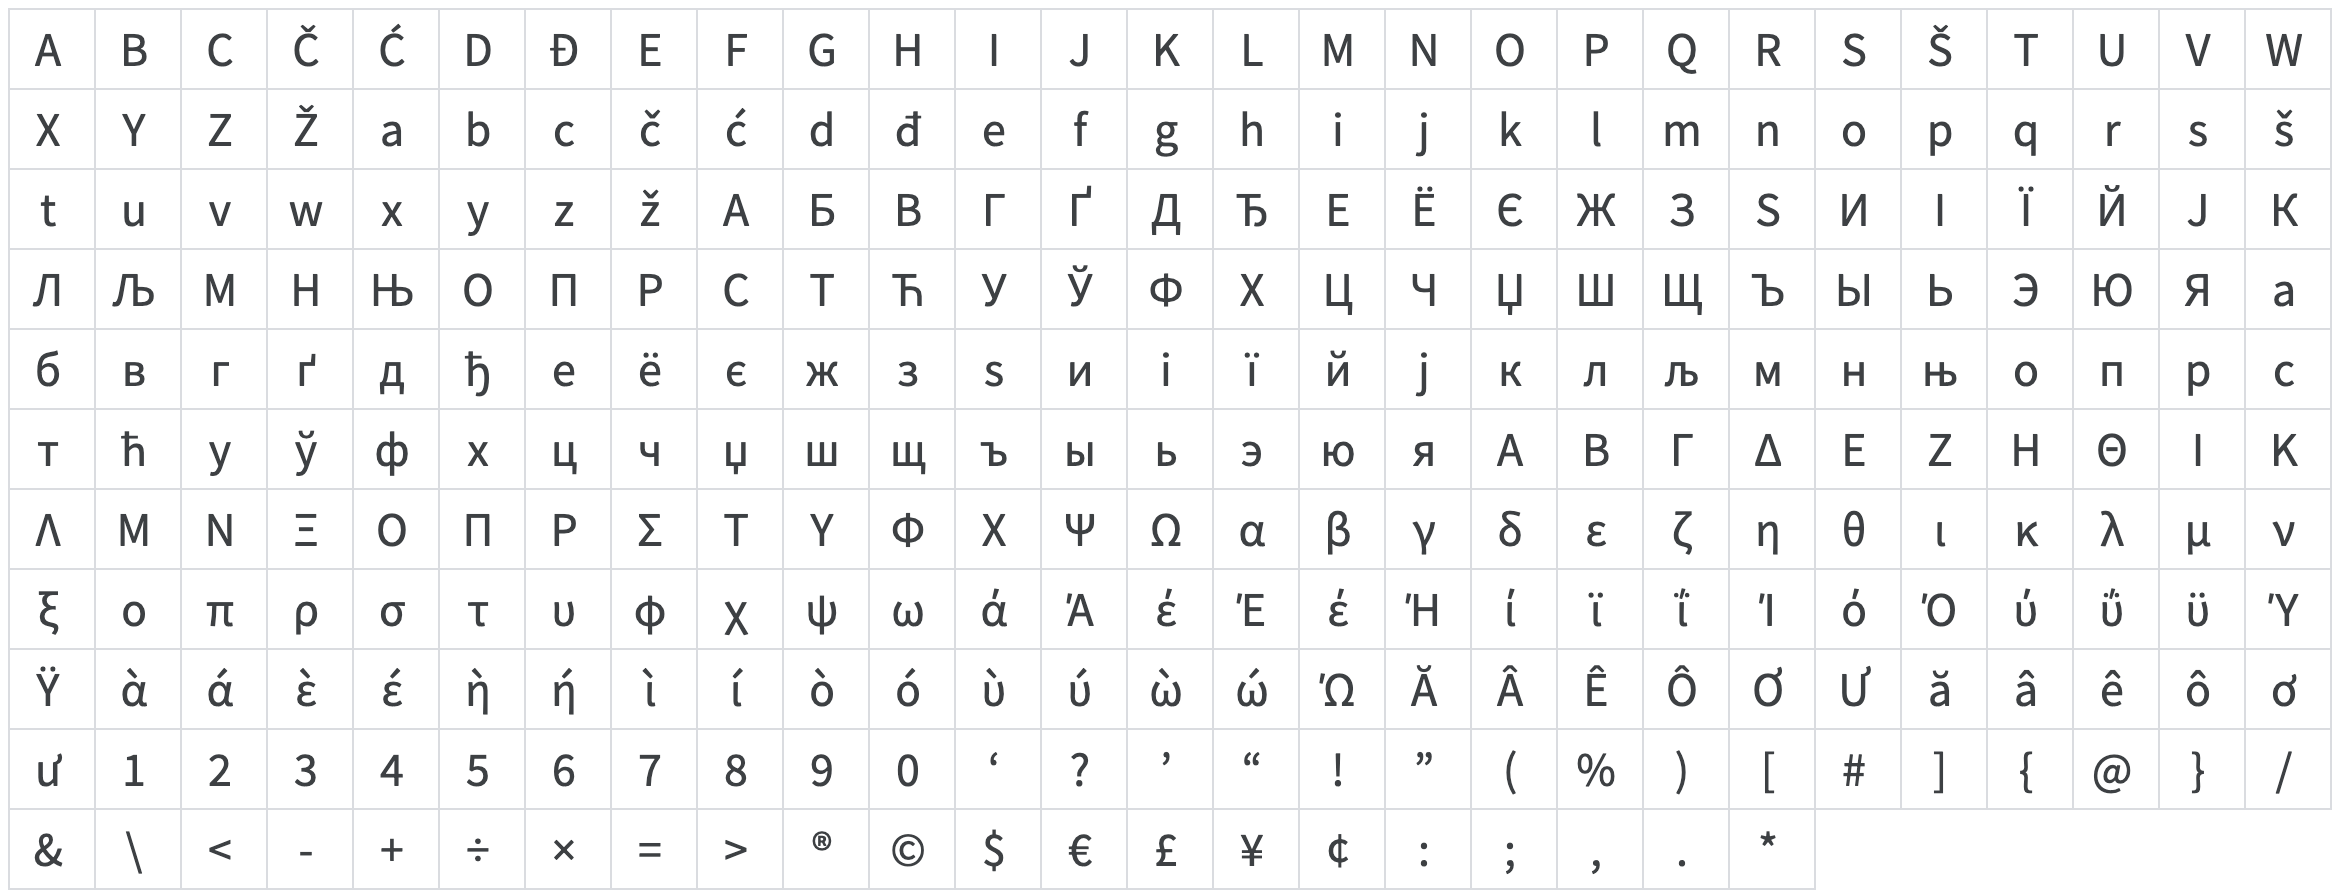 A B C Č Ć D Đ E F G H I J K L M N O P Q R S Š T U V W
X Y Z Ž a b c č ć d đ e f g h i j k l m n o p q r s š
t u v w x y z ž А Б В Г Ґ Д Ђ Е Ё Є Ж З Ѕ И І Ї Й Ј К
Л Љ М Н Њ О П Р С Т Ћ У Ў Ф Х Ц Ч Џ Ш Щ Ъ Ы Ь Э Ю Я а
б в г ґ д ђ е ё є ж з ѕ и і ї й ј к л љ м н њ о п р с
т ћ у ў ф х ц ч џ ш щ ъ ы ь э ю я Α Β Γ Δ Ε Ζ Η Θ Ι Κ
Λ Μ Ν Ξ Ο Π Ρ Σ Τ Υ Φ Χ Ψ Ω α β γ δ ε ζ η θ ι κ λ μ ν
ξ ο π ρ σ τ υ φ χ ψ ω ά Ά έ Έ έ Ή ί ϊ ΐ Ί ό Ό ύ ΰ ϋ Ύ
Ϋ ὰ ά ὲ έ ὴ ή ὶ ί ὸ ό ὺ ύ ὼ ώ Ώ Ă Â Ê Ô Ơ Ư ă â ê ô ơ
ư 1 2 3 4 5 6 7 8 9 0 ‘ ? ’ “ ! ” ( % ) [ # ] { @ } /
& \ < - + ÷ × = > ® © $ € £ ¥ ¢ : ; , . *